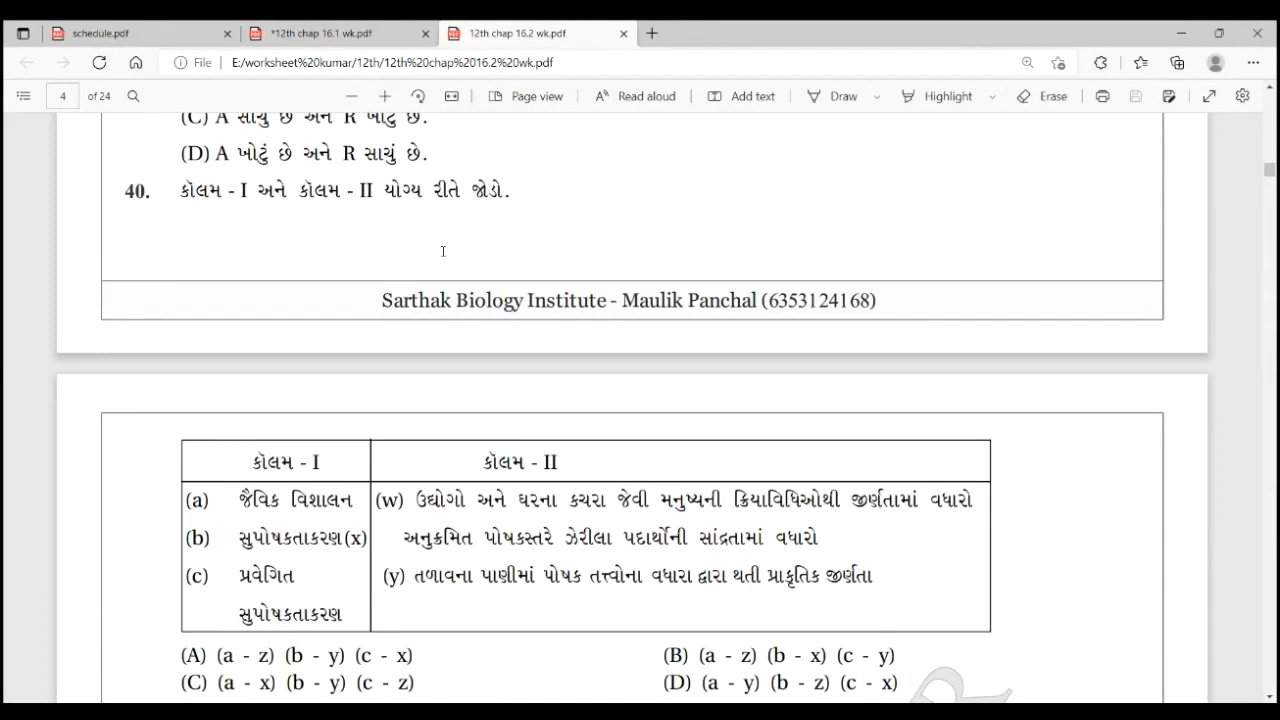 schedule.pdf
*12th chap 16.1 wk.pdf
12th chap 16.2 wk.pdf
File E:/worksheet%20kumar/12th/12th%20chap%2016.2%20wk.pdf
4 of 24 Page view Read aloud Add text Draw Highlight Erase
(C) A સાચું છે અને R ખોટું છે.
(D) A ખોટું છે અને R સાચું છે.
40. કૉલમ - I અને કૉલમ - II યોગ્ય રીતે જોડો.
Sarthak Biology Institute - Maulik Panchal (6353124168)
કૉલમ - I કૉલમ - II
(a) જૈવિક વિશાલન (w) ઉદ્યોગો અને ઘરના કચરા જેવી મનુષ્યની ક્રિયાવિધિઓથી જીર્ણતામાં વધારો
(b) સુપોષકતાકરણ (x) અનુક્રમિત પોષકસ્તરે ઝેરીલા પદાર્થોની સાંદ્રતામાં વધારો
(c) પ્રવેગિત (y) તળાવના પાણીમાં પોષક તત્ત્વોના વધારા દ્વારા થતી પ્રાકૃતિક જીર્ણતા
સુપોષકતાકરણ
(A) (a - z) (b - y) (c - x) (B) (a - z) (b - x) (c - y)
(C) (a - x) (b - y) (c - z) (D) (a - y) (b - z) (c - x)